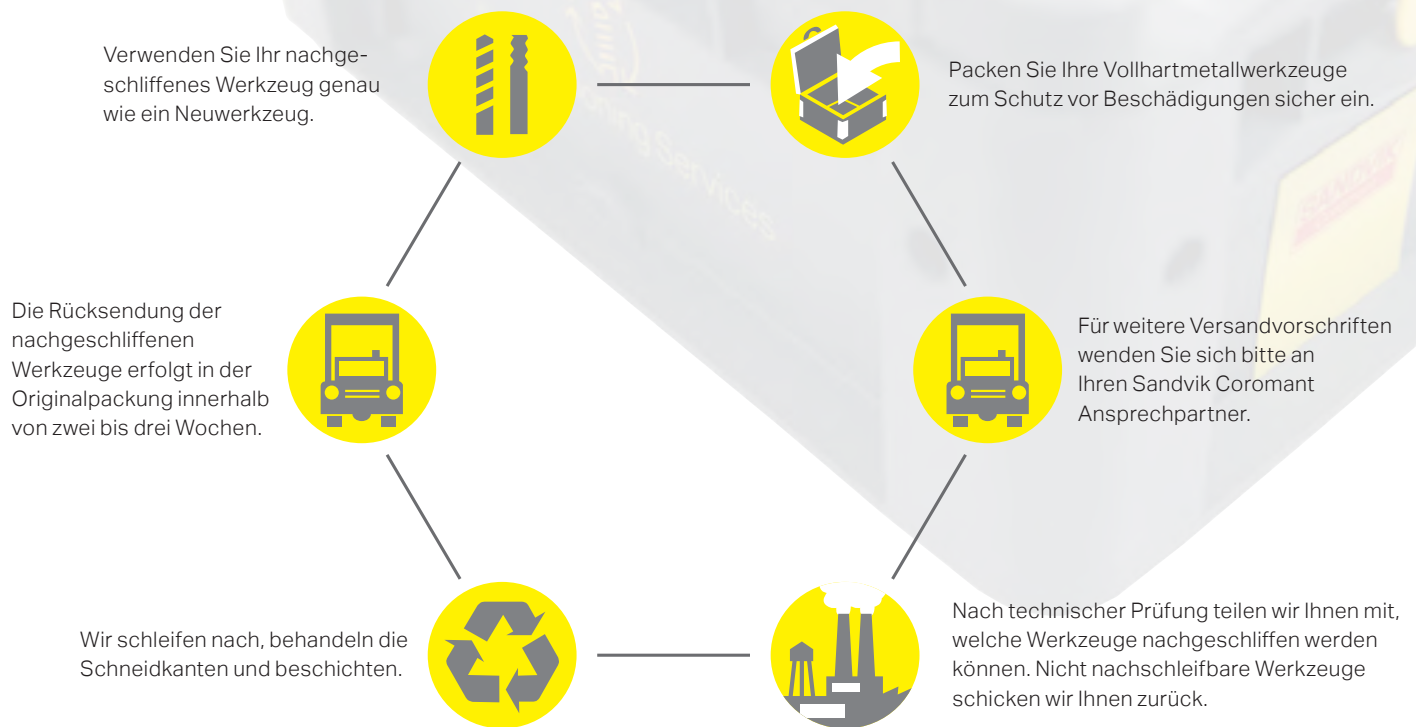 Verwenden Sie Ihr nachge-
schliffenes Werkzeug genau
wie ein Neuwerkzeug.
Packen Sie Ihre Vollhartmetallwerkzeuge
zum Schutz vor Beschädigungen sicher ein.
Für weitere Versandvorschriften
wenden Sie sich bitte an
Ihren Sandvik Coromant
Ansprechpartner.
Nach technischer Prüfung teilen wir Ihnen mit,
welche Werkzeuge nachgeschliffen werden
können. Nicht nachschleifbare Werkzeuge
schicken wir Ihnen zurück.
Wir schleifen nach, behandeln die
Schneidkanten und beschichten.
Die Rücksendung der
nachgeschliffenen
Werkzeuge erfolgt in der
Originalpackung innerhalb
von zwei bis drei Wochen.
Services
SANDVIK